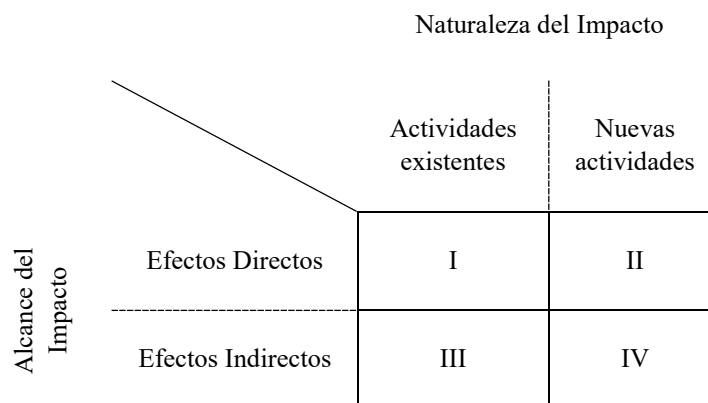 Naturaleza del Impacto
Actividades
existentes
Nuevas
actividades
Alcance del
Impacto
Efectos Directos
I
II
Efectos Indirectos
III
IV